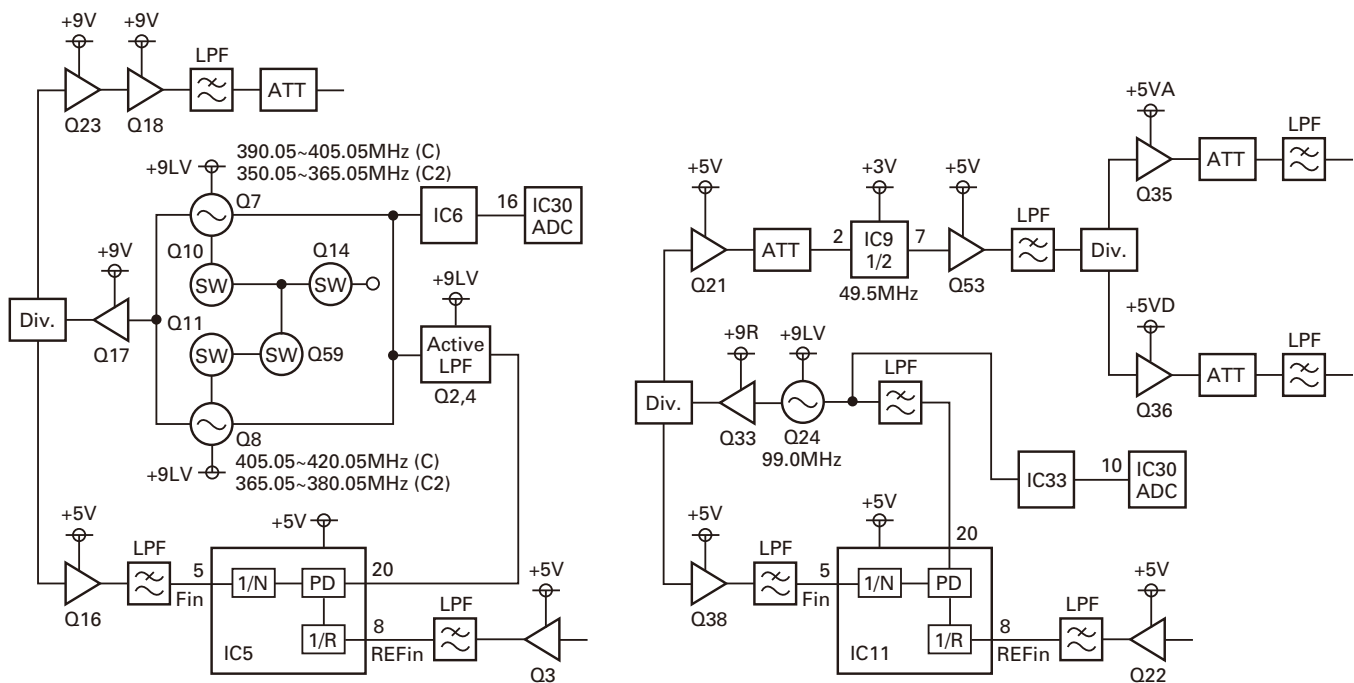 +9V
+9V
LPF
ATT
Q23
Q18
390.05~405.05MHz (C)
350.05~365.05MHz (C2)
+9LV
Q7
IC6
16
IC30
ADC
Q10
Q14
SW
SW
+9V
+9LV
Div.
Q17
Q11
SW
SW
Q59
Active
LPF
Q2,4
Q8
+9LV
405.05~420.05MHz (C)
365.05~380.05MHz (C2)
+5V
+5V
LPF
5
1/N
PD
20
Q16
Fin
+5V
1/R
8
LPF
IC5
REFin
Q3
+5VA
LPF
ATT
Q35
+5V
+3V
+5V
LPF
ATT
2
IC9
1/2
7
Div.
Q21
49.5MHz
Q53
+5VD
LPF
ATT
Q36
+9R
+9LV
LPF
Div.
Q33
Q24
99.0MHz
IC33
10
IC30
ADC
+5V
+5V
20
LPF
5
1/N
PD
Q38
Fin
+5V
1/R
8
LPF
IC11
REFin
Q22